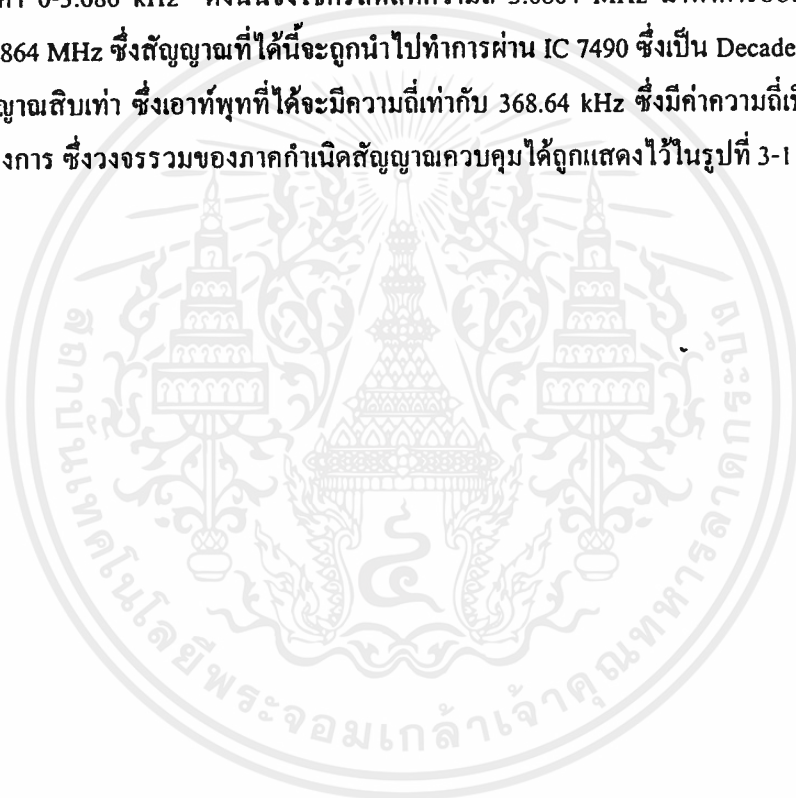 864 MHz ซึ่งสัญญาณที่ได้นี้จะถูกนำไปทำการผ่าน IC 7490 ซึ่งเป็น Decade
ญาณสิบเท่า ซึ่งเอาท์พุทที่ได้จะมีความถี่เท่ากับ 368.64 kHz ซึ่งมีค่าความถี่เ
งการ ซึ่งวงจรรวมของภาคกำเนิดสัญญาณควบคุมได้ถูกแสดงไว้ในรูปที่ 3-1
สถาบันเทคโนโลยีพระจอมเกล้าเจ้าคุณทหารลาดกระบัง